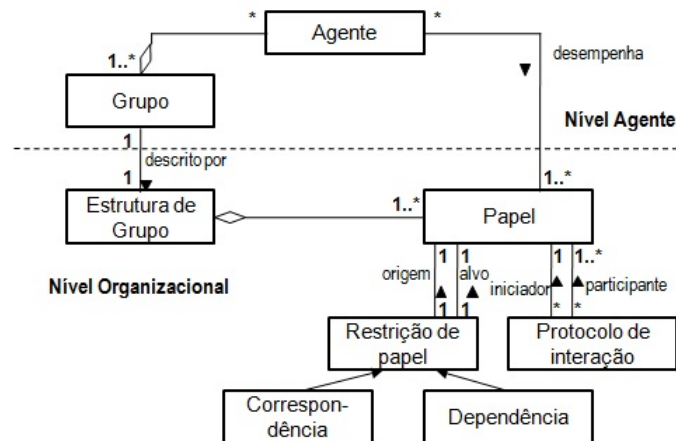 * Agente *
desempenha
1..*
Grupo
Nível Agente
1
descrito por
1
1..*
1..*
Estrutura de
Grupo
Papel
Nível Organizacional
origem
1 1
alvo
iniciador
1 1..*
participante
1 1
* *
Restrição de
papel
Protocolo de
interação
Correspon-
dência
Dependência